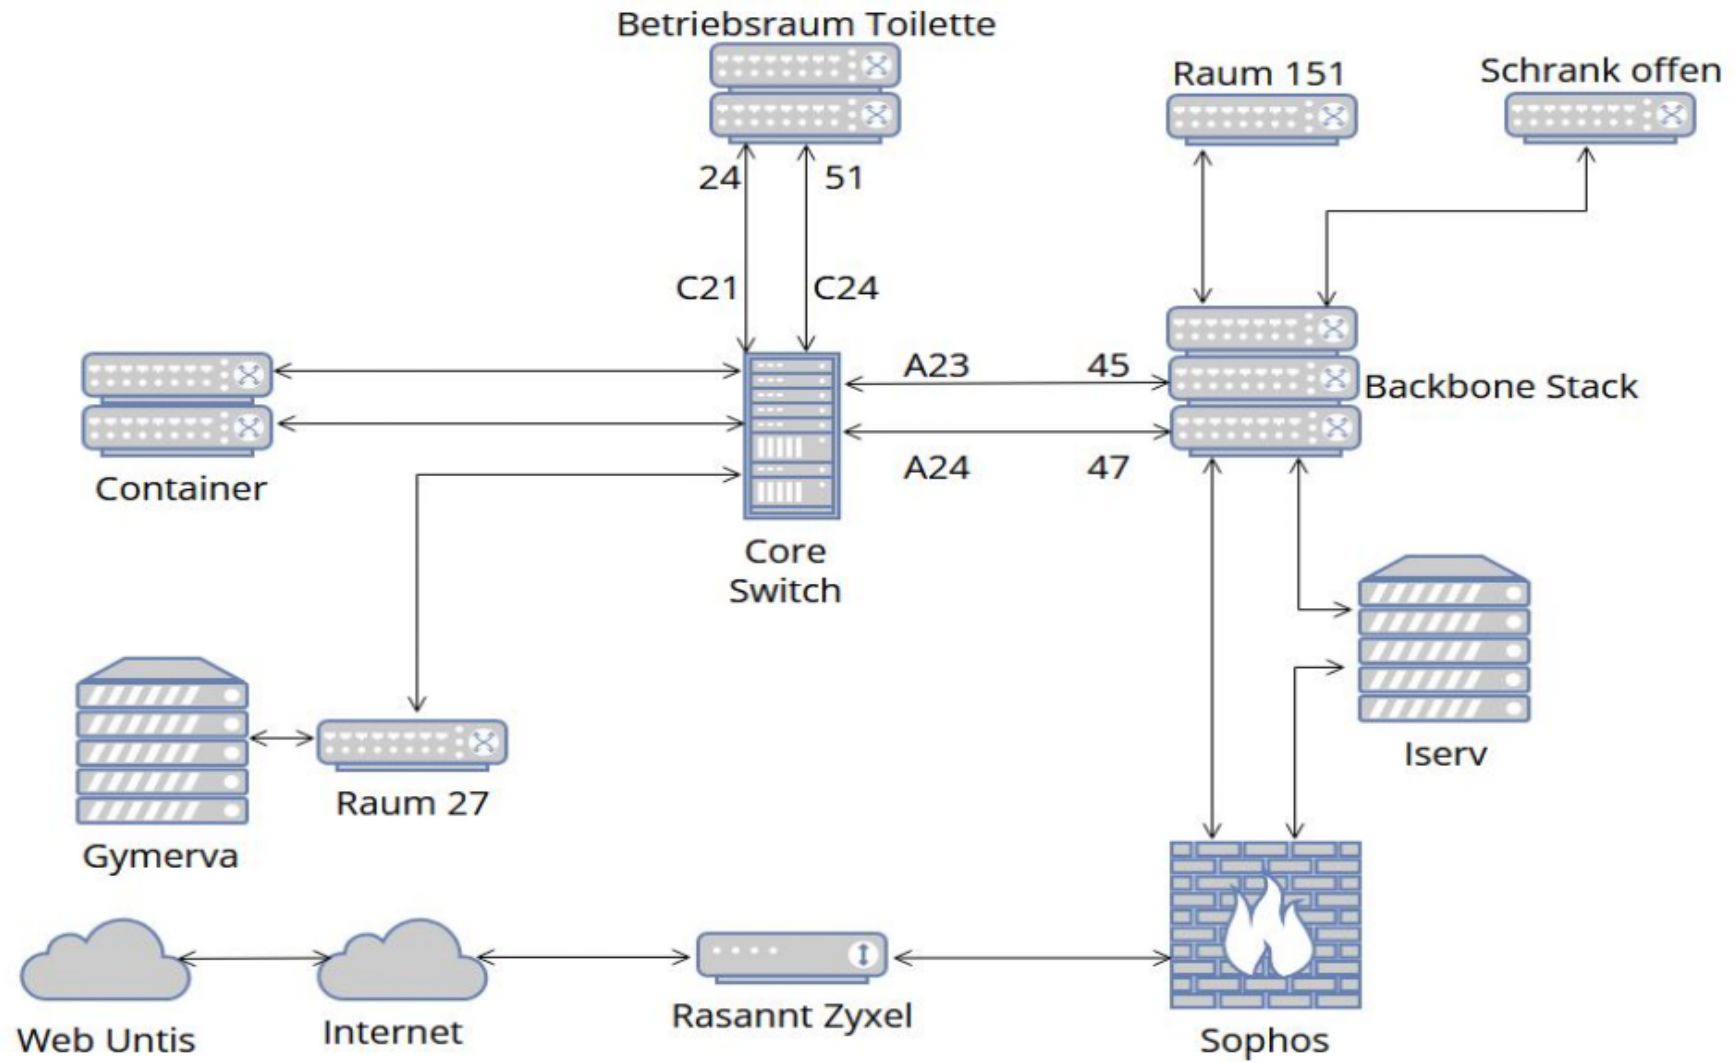 Betriebsraum Toilette
Raum 151
Schrank offen
24
51
C21
C24
A23
45
Backbone Stack
A24
47
Container
Core
Switch
Iserv
Raum 27
Gymerva
Rasannt Zyxel
Internet
Web Untis
Sophos